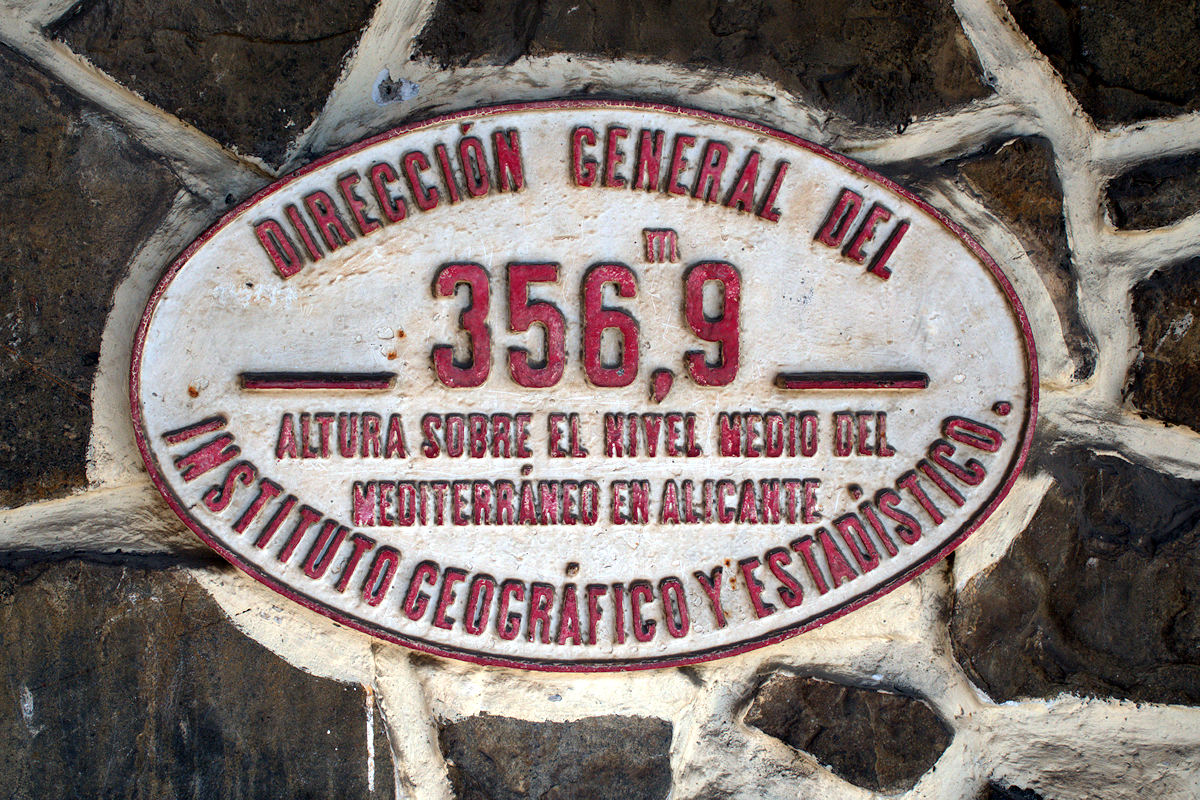 DIRECCIÓN GENERAL DEL
356,9 m
ALTURA SOBRE EL NIVEL MEDIO DEL
MEDITERRÁNEO EN ALICANTE
INSTITUTO GEOGRÁFICO Y ESTADÍSTICO.